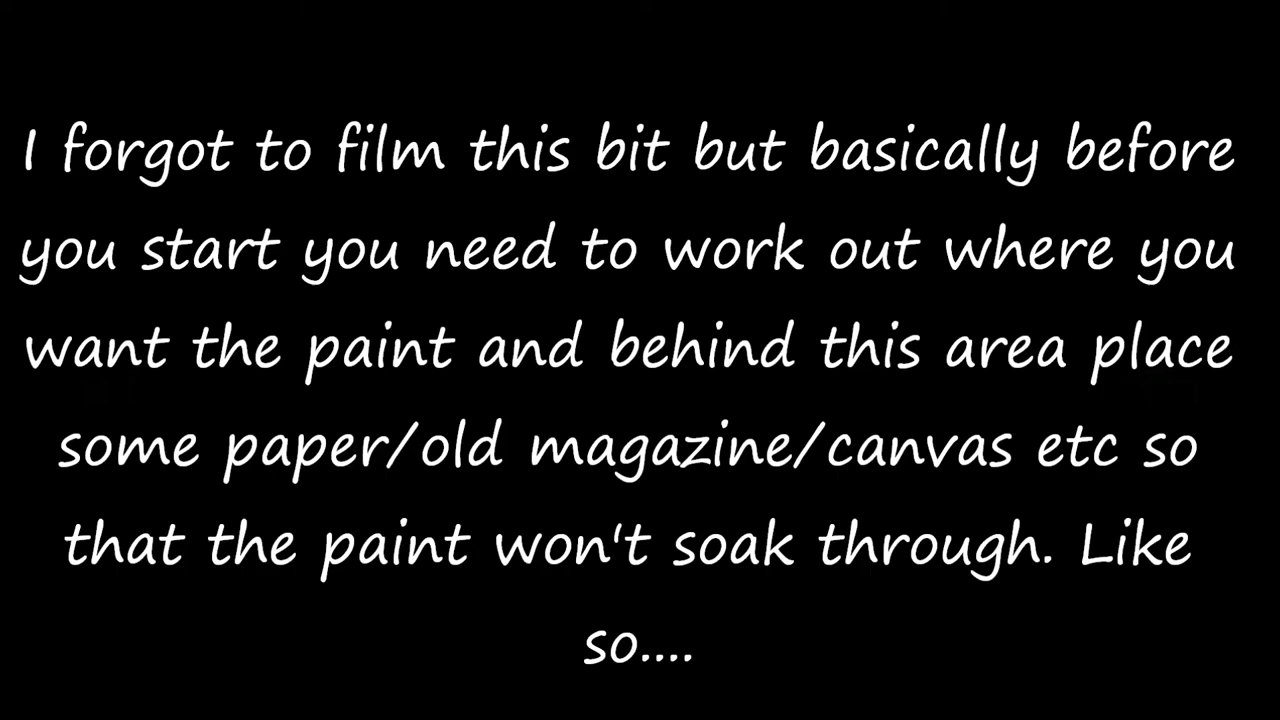 I forgot to film this bit but basically before
you start you need to work out where you
want the paint and behind this area place
some paper/old magazine/canvas etc so
that the paint won't soak through. Like
so....